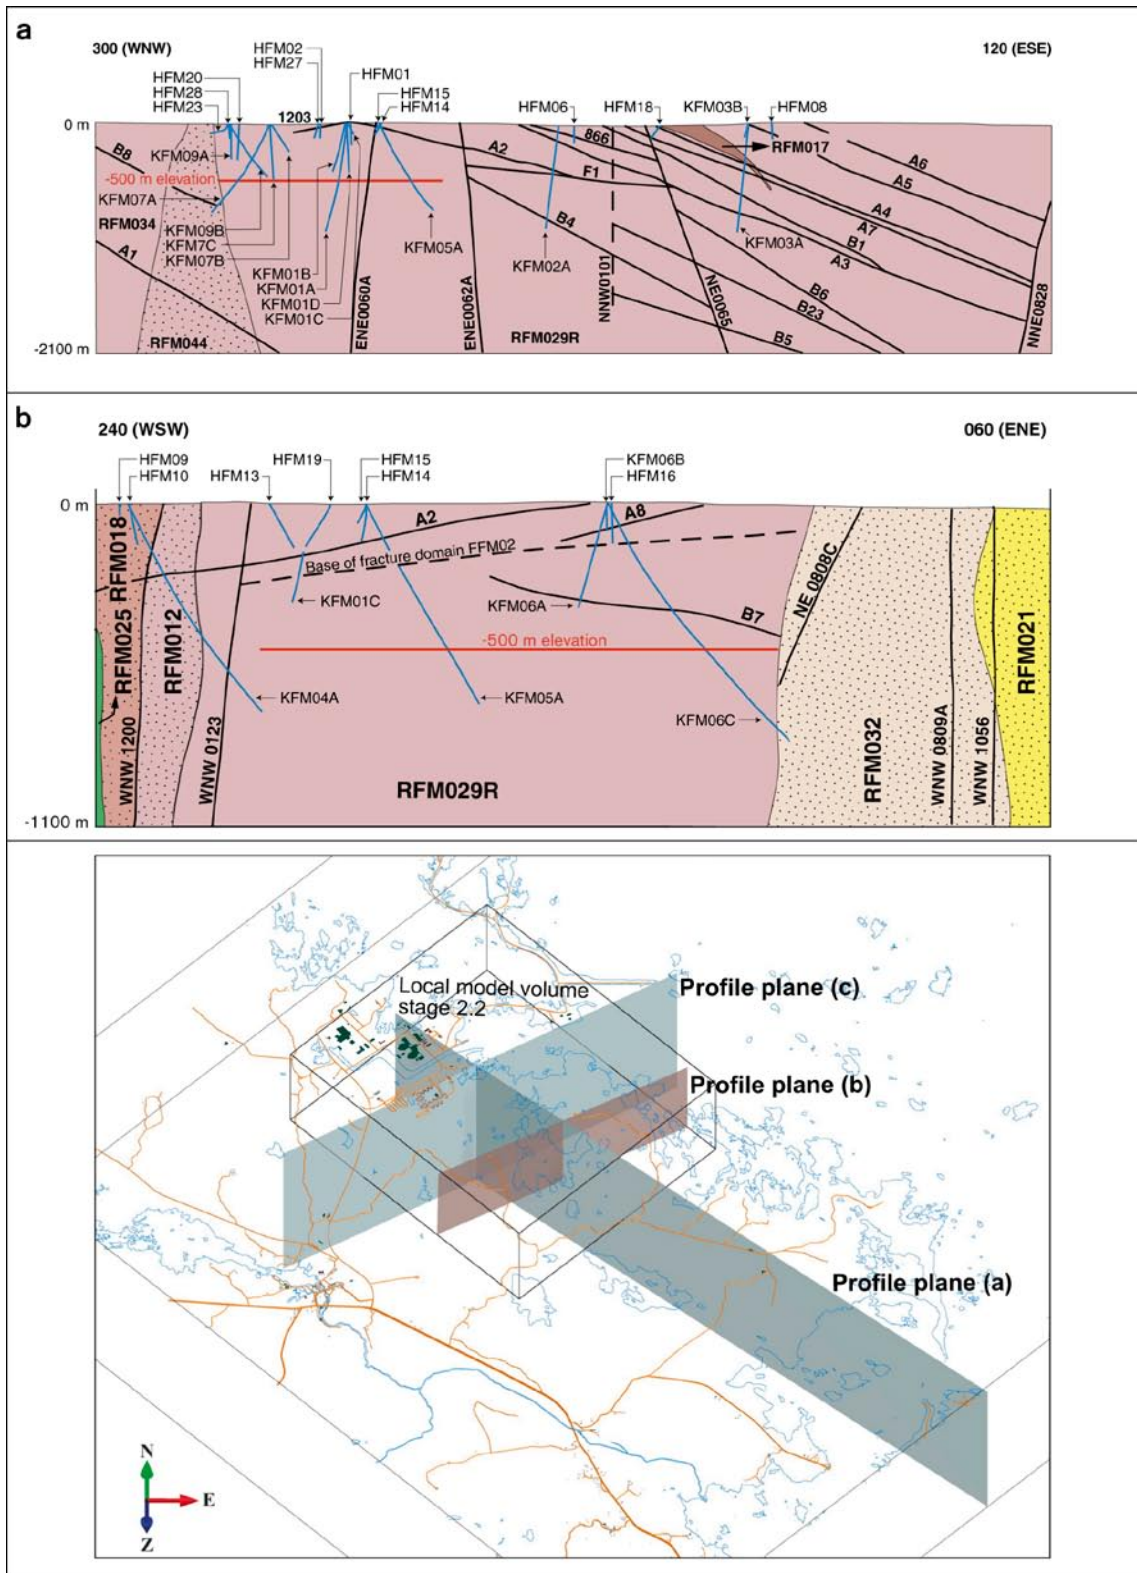 a
300 (WNW)
120 (ESE)
HFM02
HFM27
HFM20
HFM28
HFM23
HFM01
HFM15
HFM14
HFM06
HFM18
KFM03B
HFM08
0 m
1203
866
RFM017
KFM09A
B8
-500 m elevation
KFM07A
RFM034
A1
KFM09B
KFM7C
KFM07B
KFM01B
KFM01A
KFM01D
KFM01C
KFM05A
A2
F1
B4
KFM02A
KFM03A
A6
A5
A4
A7
B1
A3
B6
B23
B5
ENE0060A
ENE0062A
NNW0101
NE0065
NNE0828
RFM044
RFM029R
-2100 m
b
240 (WSW)
060 (ENE)
HFM09
HFM10
HFM19
HFM13
HFM15
HFM14
KFM06B
HFM16
0 m
A2
A8
Base of fracture domain FFM02
RFM018
RFM025
RFM012
WNW 1200
WNW 0123
KFM01C
KFM06A
B7
NE 0808C
-500 m elevation
KFM04A
KFM05A
KFM06C
RFM029R
RFM032
WNW 0809A
WNW 1056
RFM021
-1100 m
Local model volume
stage 2.2
Profile plane (c)
Profile plane (b)
Profile plane (a)
N
E
Z